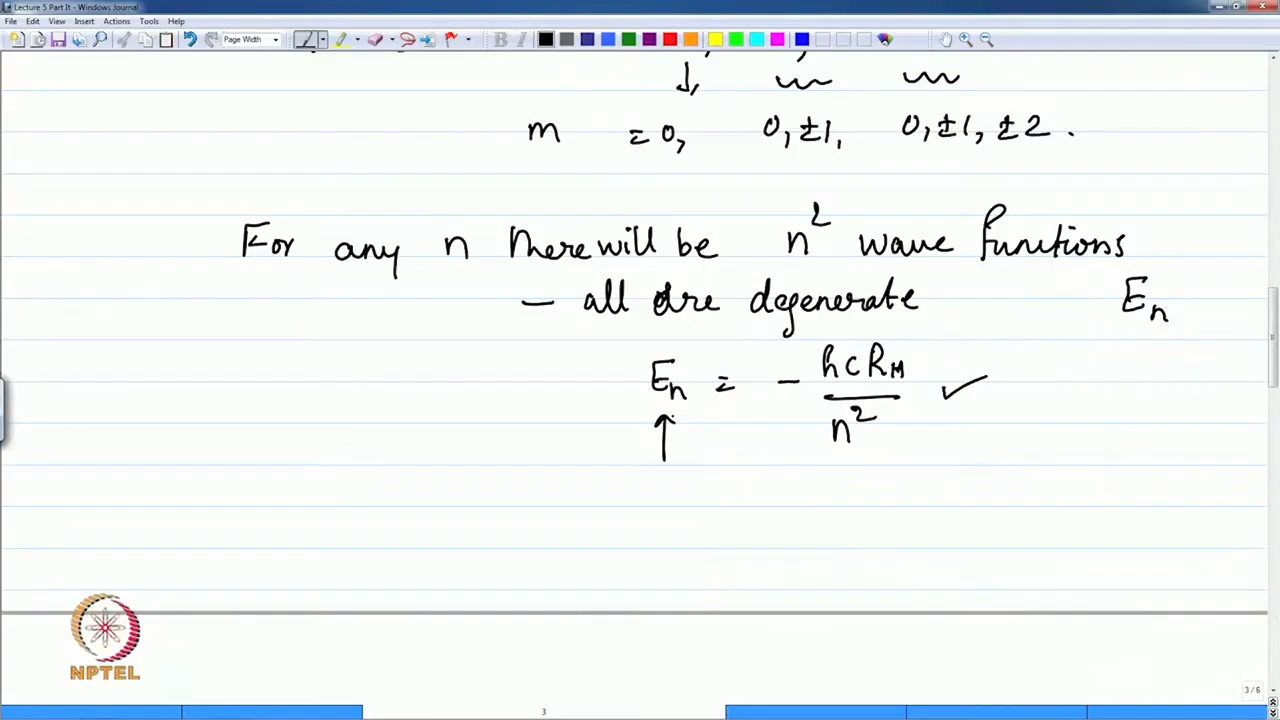 Lecture 5 Part II - Windows Journal
File Edit View Insert Actions Tools Help
Page Width
m = 0, 0, ±1, 0, ±1, ±2.
For any n there will be n² wave functions
— all are degenerate Eₙ
Eₙ = - hcR_H / n² ✓
↑
NPTEL
3/6
3